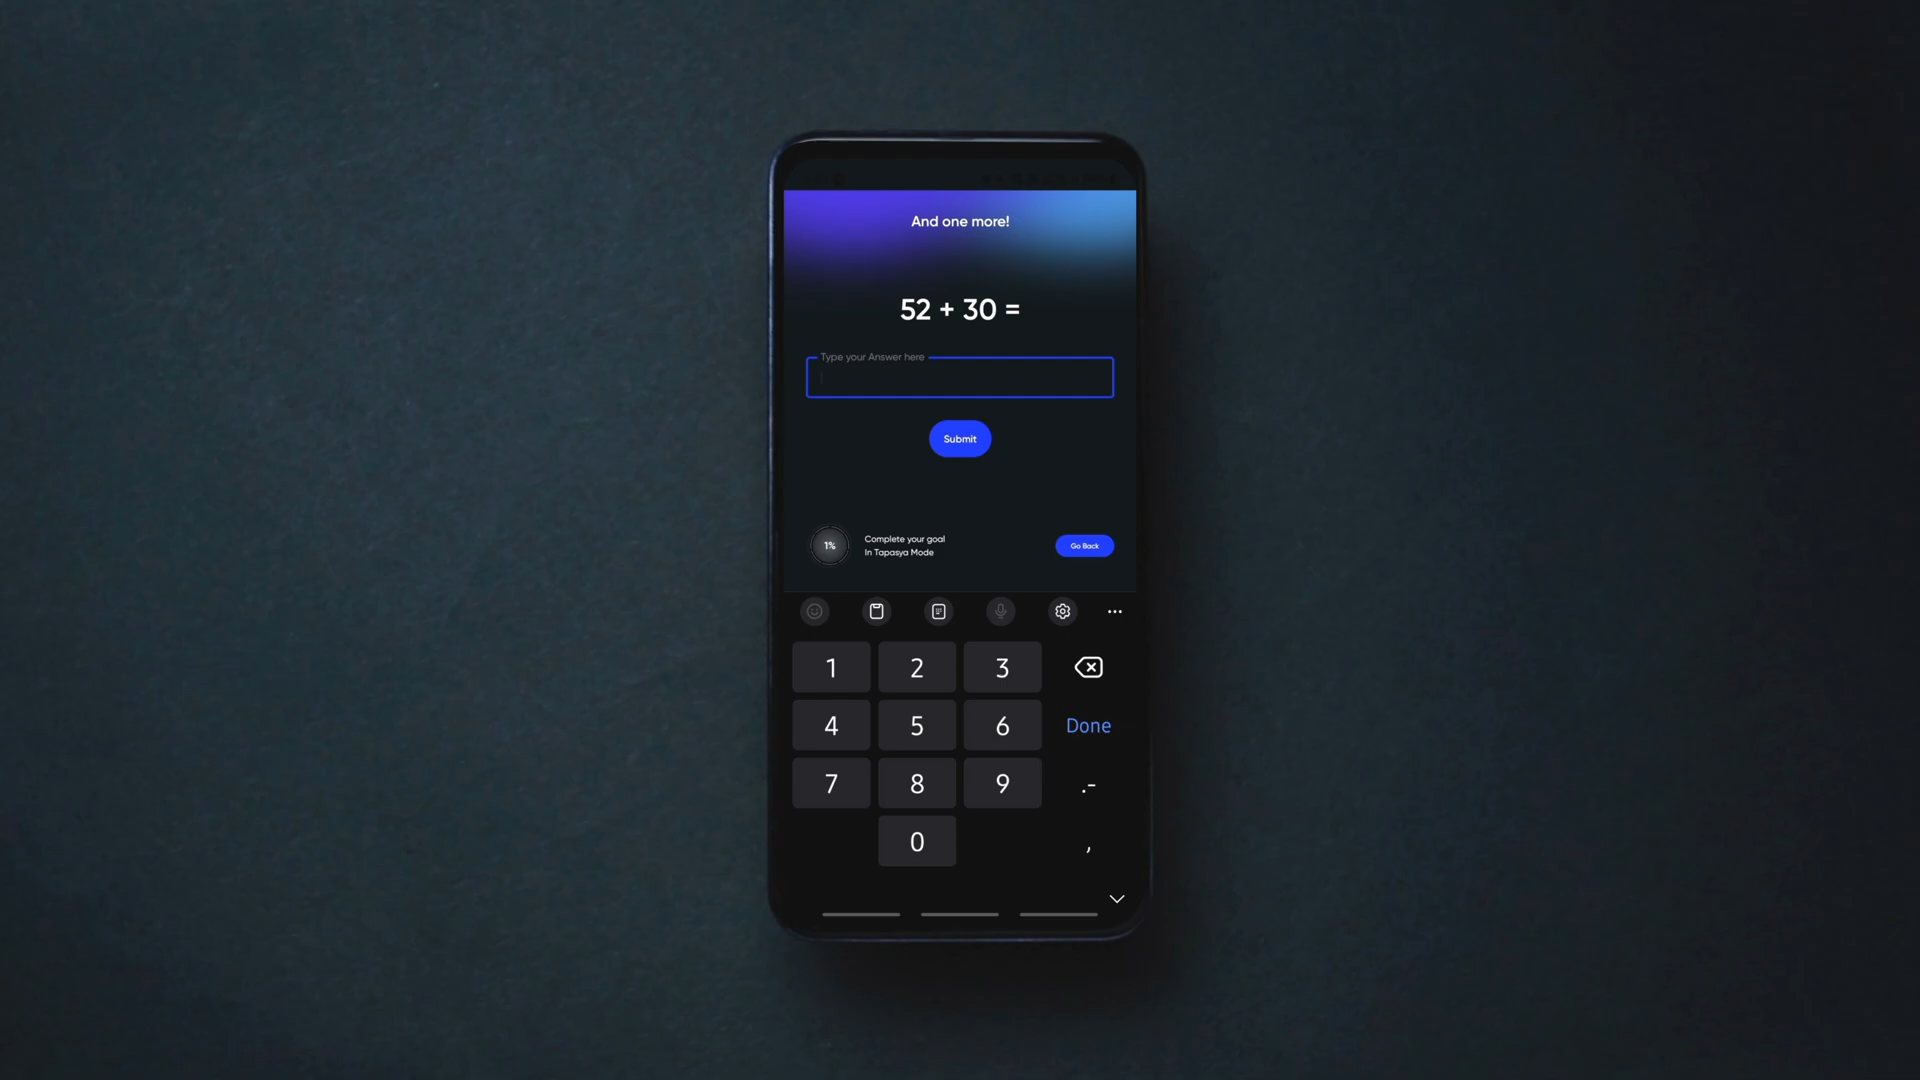 And one more!
52 + 30 =
Type your Answer here
Submit
1%
Complete your goal
In Tapasya Mode
Go Back
1 2 3
4 5 6 Done
7 8 9 .-
0 ,